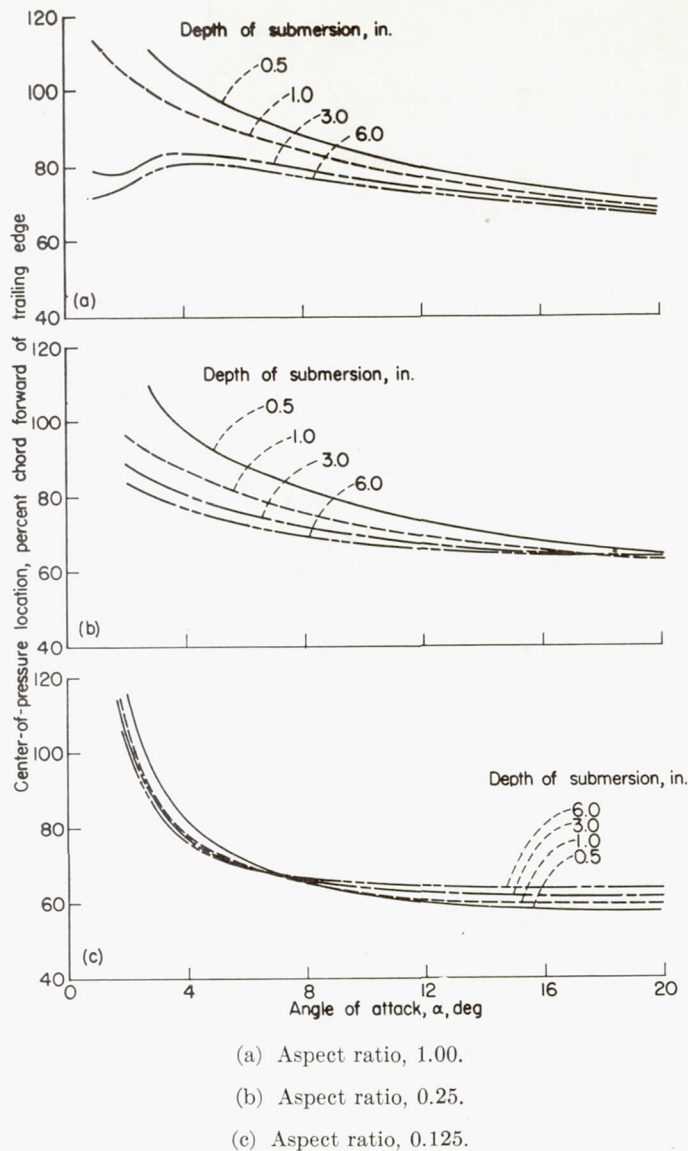 Center-of-pressure location, percent chord forward of trailing edge
120
100
80
60
40
Depth of submersion, in.
0.5
1.0
3.0
6.0
(a)
120
100
80
60
40
Depth of submersion, in.
0.5
1.0
3.0
6.0
(b)
120
100
80
60
40
Depth of submersion, in.
6.0
3.0
1.0
0.5
(c)
0 4 8 12 16 20
Angle of attack, α, deg
(a) Aspect ratio, 1.00.
(b) Aspect ratio, 0.25.
(c) Aspect ratio, 0.125.